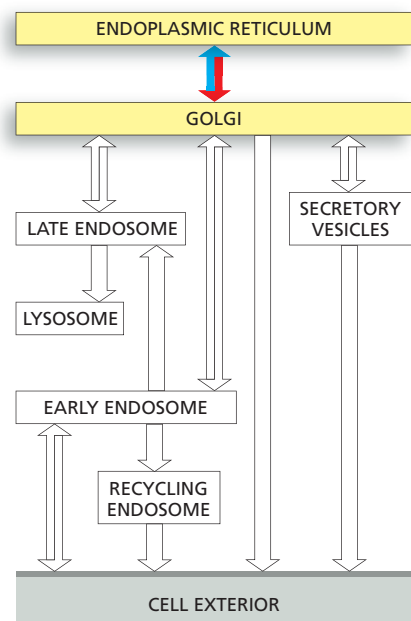 ENDOPLASMIC RETICULUM
GOLGI
LATE ENDOSOME
SECRETORY
VESICLES
LYSOSOME
EARLY ENDOSOME
RECYCLING
ENDOSOME
CELL EXTERIOR